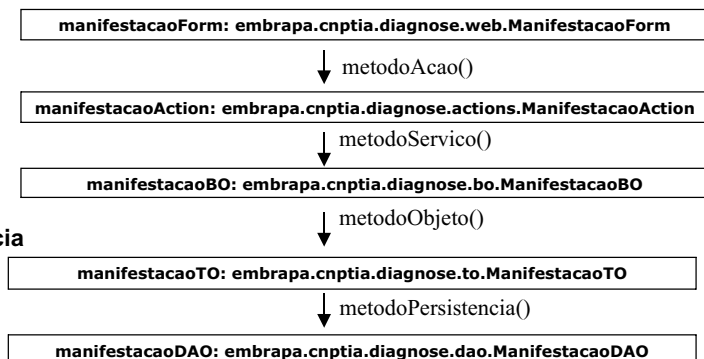 manifestacaoForm: embrapa.cnptia.diagnose.web.ManifestacaoForm
metodoAcao()
manifestacaoAction: embrapa.cnptia.diagnose.actions.ManifestacaoAction
metodoServico()
manifestacaoBO: embrapa.cnptia.diagnose.bo.ManifestacaoBO
metodoObjeto()
cia
manifestacaoTO: embrapa.cnptia.diagnose.to.ManifestacaoTO
metodoPersistencia()
manifestacaoDAO: embrapa.cnptia.diagnose.dao.ManifestacaoDAO